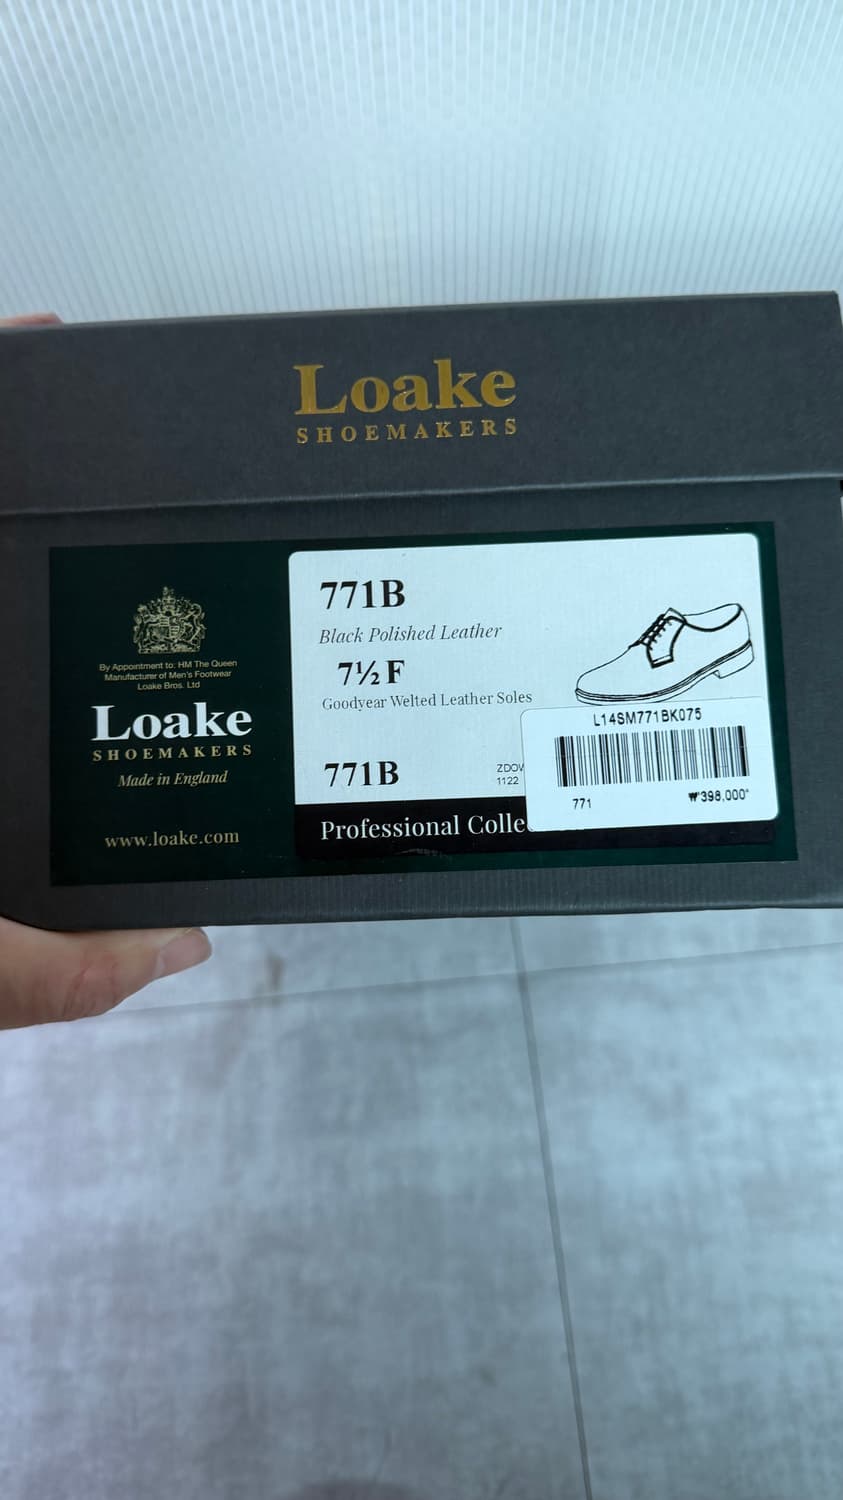 Loake
SHOEMAKERS
By Appointment to: HM The Queen
Manufacturer of Men's Footwear
Loake Bros. Ltd
Loake
SHOEMAKERS
Made in England
www.loake.com
771B
Black Polished Leather
7½ F
Goodyear Welted Leather Soles
771B
1122
Professional
L14SM771BK075
771
₩398,000